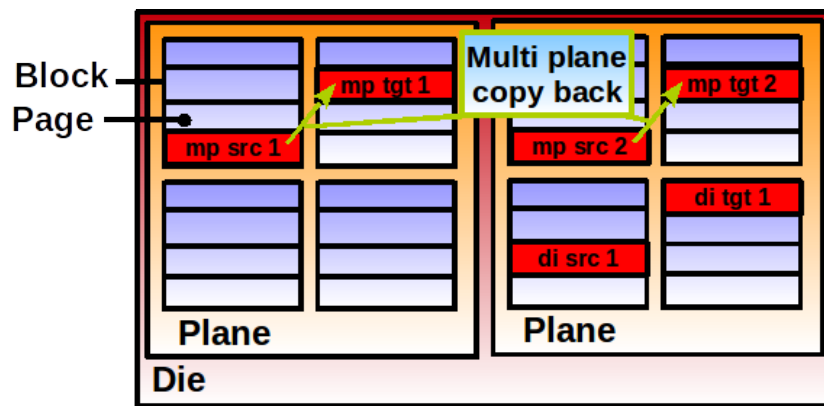 Block
Page
mp src 1
mp tgt 1
Multi plane
copy back
mp src 2
mp tgt 2
di src 1
di tgt 1
Plane
Plane
Die